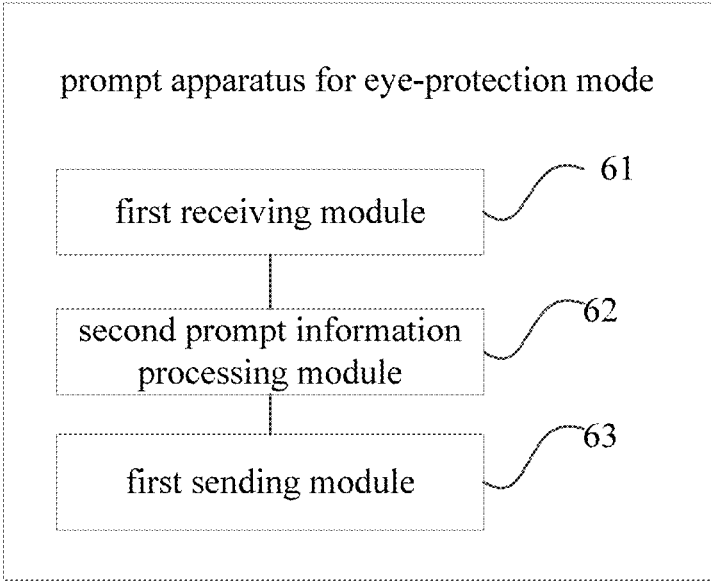 prompt apparatus for eye-protection mode
61
first receiving module
62
second prompt information
processing module
63
first sending module